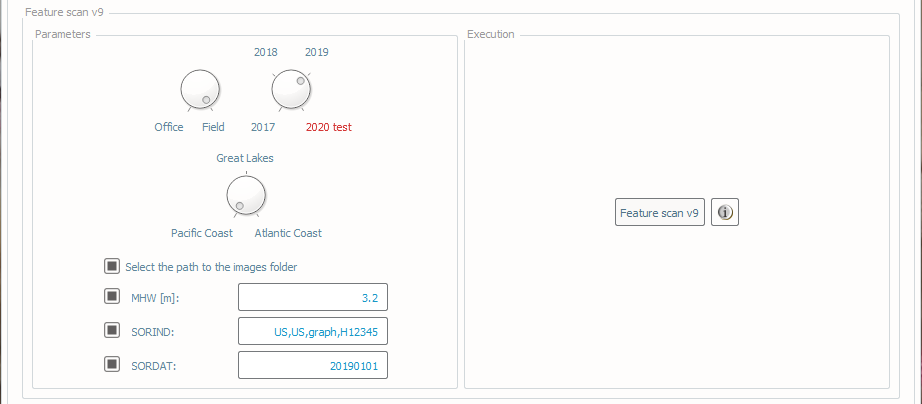 Feature scan v9
Parameters
Execution
2018 2019
Office Field 2017 2020 test
Great Lakes
Pacific Coast Atlantic Coast
Select the path to the images folder
MHW [m]: 3.2
SORIND: US,US,graph,H12345
SORDAT: 20190101
Feature scan v9
i